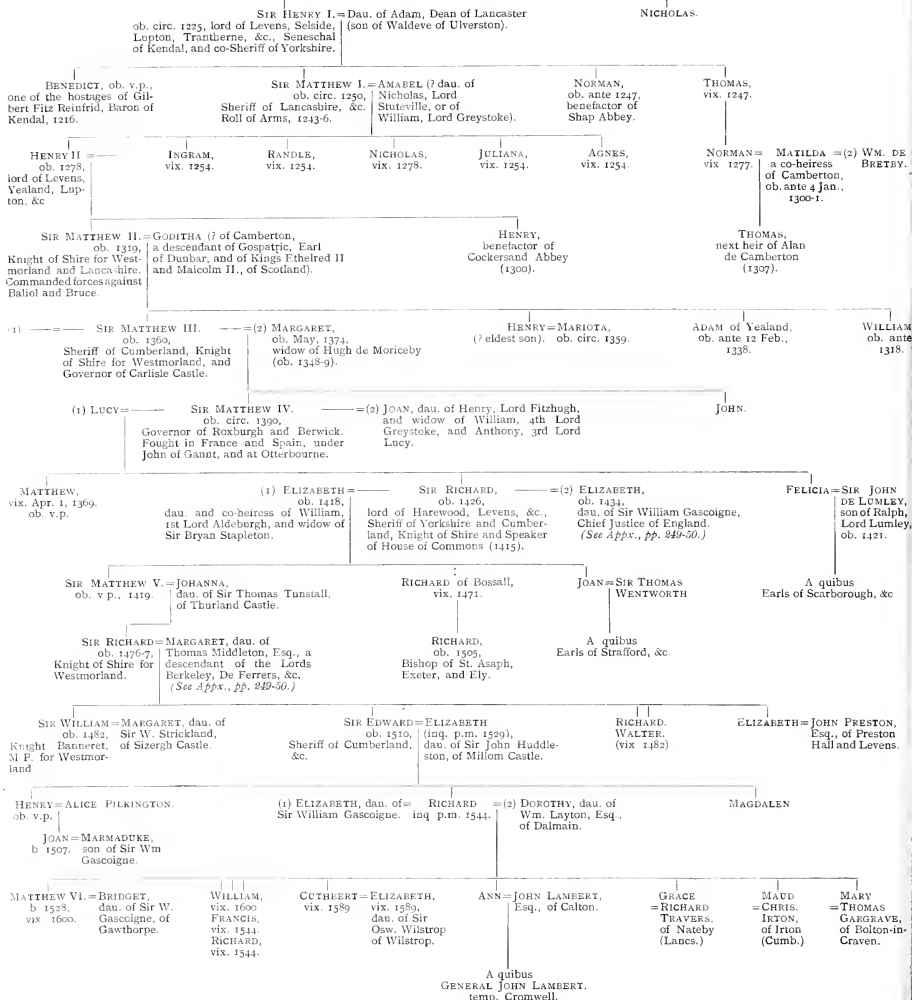 SIR HENRY I. = Dau. of Adam, Dean of Lancaster
ob. circ. 1225, lord of Levens, Selside, (son of Waldeve of Ulverston).
Lupton, Trantherne, &c., Seneschal
of Kendal, and co-Sheriff of Yorkshire.
NICHOLAS.
BENEDICT, ob. v.p.,
one of the hostages of Gil-
bert Fitz Reinfrid, Baron of
Kendal, 1216.
SIR MATTHEW I. = AMABEL (? dau. of
ob. circ. 1250, Nicholas, Lord
Sheriff of Lancashire, &c. Stuteville, or of
Roll of Arms, 1243-6. William, Lord Greystoke).
NORMAN,
ob. ante 1247,
benefactor of
Shap Abbey.
THOMAS,
vix. 1247.
HENRY II =
ob. 1278,
lord of Levens,
Yealand, Lup-
ton, &c
INGRAM,
vix. 1254.
RANDLE,
vix. 1254.
NICHOLAS,
vix. 1278.
JULIANA,
vix. 1254.
AGNES,
vix. 1254.
NORMAN = MATILDA = (2) WM. DE
vix 1277. a co-heiress BRETBY.
of Camberton,
ob. ante 4 Jan.,
1300-1.
SIR MATTHEW II. = GODITHA (? of Camberton,
ob. 1319, a descendant of Gospatric, Earl
Knight of Shire for West- of Dunbar, and of Kings Ethelred II
morland and Lancashire. and Malcolm II., of Scotland).
Commanded forces against
Baliol and Bruce.
HENRY,
benefactor of
Cockersand Abbey
(1300).
THOMAS,
next heir of Alan
de Camberton
(1307).
(1) —— = SIR MATTHEW III. —— = (2) MARGARET,
ob. 1360, ob. May, 1374,
Sheriff of Cumberland, Knight widow of Hugh de Moriceby
of Shire for Westmorland, and (ob. 1348-9).
Governor of Carlisle Castle.
HENRY = MARIOTA,
(? eldest son). ob. circ. 1359.
ADAM of Yealand,
ob. ante 12 Feb.,
1338.
WILLIAM
ob. ante
1318.
(1) LUCY = —— SIR MATTHEW IV. —— = (2) JOAN, dau. of Henry, Lord Fitzhugh,
ob. circ. 1390, and widow of William, 4th Lord
Governor of Roxburgh and Berwick. Greystoke, and Anthony, 3rd Lord
Fought in France and Spain, under Lucy.
John of Gaunt, and at Otterbourne.
JOHN.
MATTHEW,
vix. Apr. 1, 1369.
ob. v.p.
(1) ELIZABETH = —— SIR RICHARD, —— = (2) ELIZABETH,
ob. 1418, ob. 1426, ob. 1434,
dau. and co-heiress of William, lord of Harewood, Levens, &c., dau. of Sir William Gascoigne,
1st Lord Aldeburgh, and widow of Sheriff of Yorkshire and Cumber- Chief Justice of England.
Sir Bryan Stapleton. land, Knight of Shire and Speaker (See Appx., pp. 249-50.)
of House of Commons (1415).
FELICIA = SIR JOHN
DE LUMLEY,
son of Ralph,
Lord Lumley,
ob. 1421.
SIR MATTHEW V. = JOHANNA,
ob. v p., 1419. dau. of Sir Thomas Tunstall,
of Thurland Castle.
RICHARD of Bossall,
vix. 1471.
JOAN = SIR THOMAS
WENTWORTH
A quibus
Earls of Scarborough, &c
SIR RICHARD = MARGARET, dau. of
ob. 1476-7, Thomas Middleton, Esq., a
Knight of Shire for descendant of the Lords
Westmorland. Berkeley, De Ferrers, &c.
(See Appx., pp. 249-50.)
RICHARD,
ob. 1505,
Bishop of St. Asaph,
Exeter, and Ely.
A quibus
Earls of Strafford, &c.
SIR WILLIAM = MARGARET, dau. of
ob. 1482, Sir W. Strickland,
Knight Banneret, of Sizergh Castle.
M P. for Westmor-
land
SIR EDWARD = ELIZABETH
ob. 1510, (inq. p.m. 1529),
Sheriff of Cumberland, dau. of Sir John Huddle-
&c. ston, of Millom Castle.
RICHARD,
WALTER.
(vix 1482)
ELIZABETH = JOHN PRESTON,
Esq., of Preston
Hall and Levens.
HENRY = ALICE PILKINGTON.
ob. v.p.
(1) ELIZABETH, dau. of = RICHARD = (2) DOROTHY, dau. of
Sir William Gascoigne. inq p.m. 1544. Wm. Layton, Esq.,
of Dalmain.
MAGDALEN
JOAN = MARMADUKE,
b 1507. son of Sir Wm
Gascoigne.
MATTHEW VI. = BRIDGET,
b 1528, dau. of Sir W.
vix 1600. Gascoigne, of
Gawthorpe.
WILLIAM,
vix. 1600
FRANCIS,
vix. 1544.
RICHARD,
vix. 1544.
CUTHBERT = ELIZABETH,
vix. 1589 vix. 1589,
dau. of Sir
Osw. Wilstrop
of Wilstrop.
ANN = JOHN LAMBERT,
Esq., of Calton.
GRACE
= RICHARD
TRAVERS,
of Nateby
(Lancs.)
MAUD
= CHRIS.
IRTON,
of Irton
(Cumb.)
MARY
= THOMAS
GARGRAVE,
of Bolton-in-
Craven.
A quibus
GENERAL JOHN LAMBERT,
temp. Cromwell.